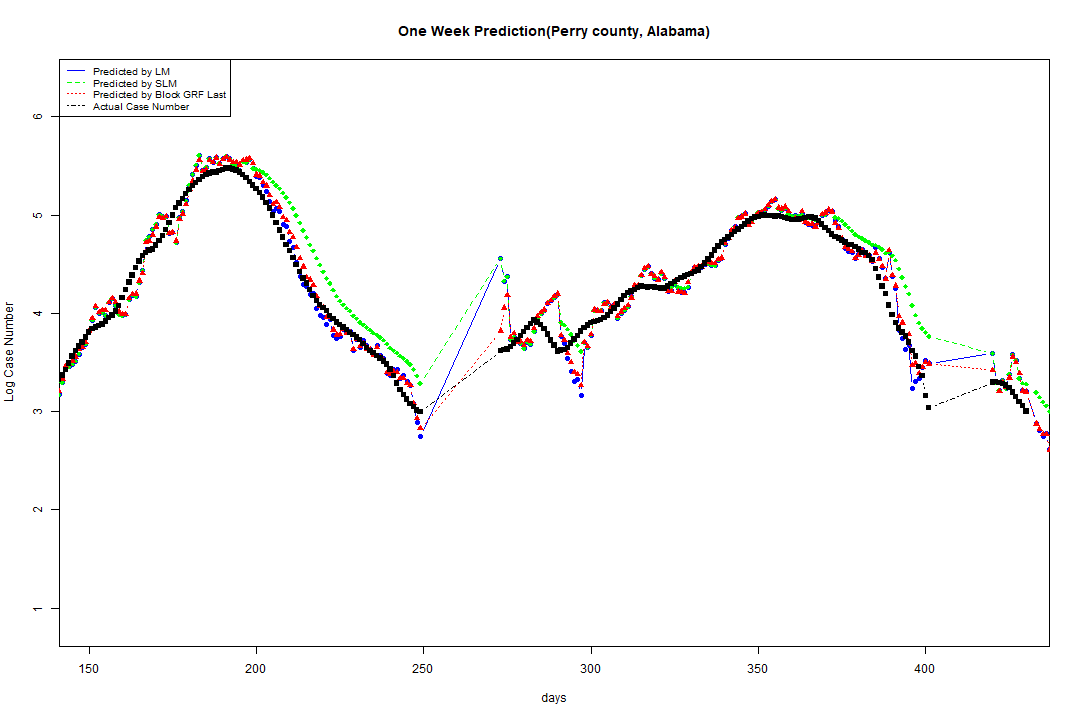 One Week Prediction(Perry county, Alabama)
Predicted by LM
Predicted by SLM
Predicted by Block GRF Last
Actual Case Number
6
5
4
3
2
1
Log Case Number
150 200 250 300 350 400
days